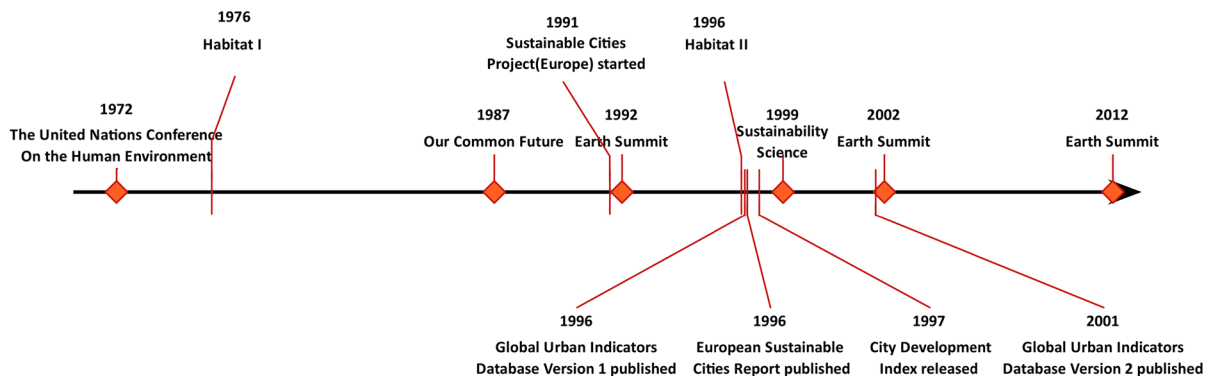 1976
Habitat I
1991
Sustainable Cities
Project(Europe) started
1996
Habitat II
1972
The United Nations Conference
On the Human Environment
1987
Our Common Future
1992
Earth Summit
1999
Sustainability
Science
2002
Earth Summit
2012
Earth Summit
1996
Global Urban Indicators
Database Version 1 published
1996
European Sustainable
Cities Report published
1997
City Development
Index released
2001
Global Urban Indicators
Database Version 2 published